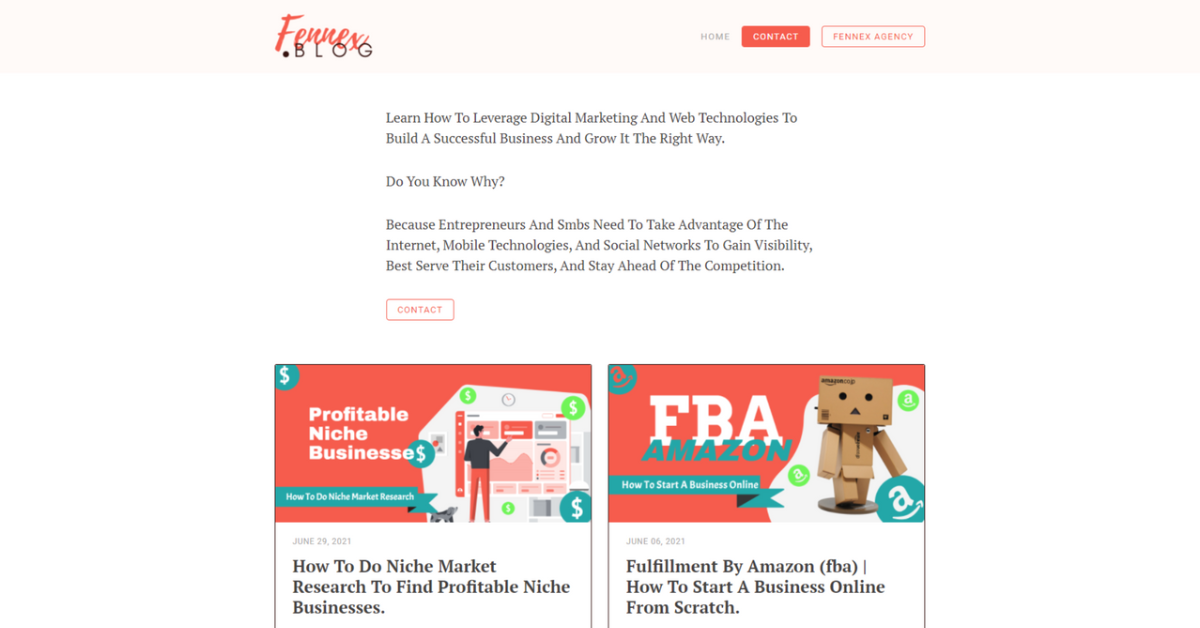 Fennex
.BLOG
HOME
CONTACT
FENNEX AGENCY
Learn How To Leverage Digital Marketing And Web Technologies To
Build A Successful Business And Grow It The Right Way.
Do You Know Why?
Because Entrepreneurs And Smbs Need To Take Advantage Of The
Internet, Mobile Technologies, And Social Networks To Gain Visibility,
Best Serve Their Customers, And Stay Ahead Of The Competition.
CONTACT
$
$
$
Profitable
Niche
Businesse$
How To Do Niche Market Research
$
$
JUNE 29, 2021
How To Do Niche Market
Research To Find Profitable Niche
Businesses.
a
amazon.co.jp
a
FBA
AMAZON
a
How To Start A Business Online
a
JUNE 06, 2021
Fulfillment By Amazon (fba) |
How To Start A Business Online
From Scratch.